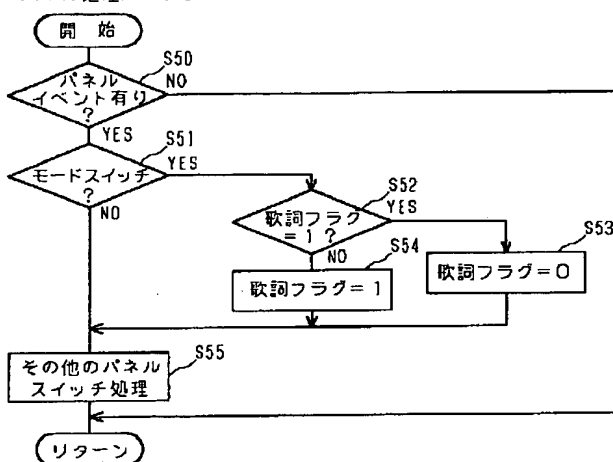 開 始
S50
パネル
イベント有り
?
NO
YES
S51
モードスイッチ
?
YES
NO
S52
歌詞フラグ
=1?
YES
NO
S53
歌詞フラグ=0
S54
歌詞フラグ=1
S55
その他のパネル
スイッチ処理
リターン